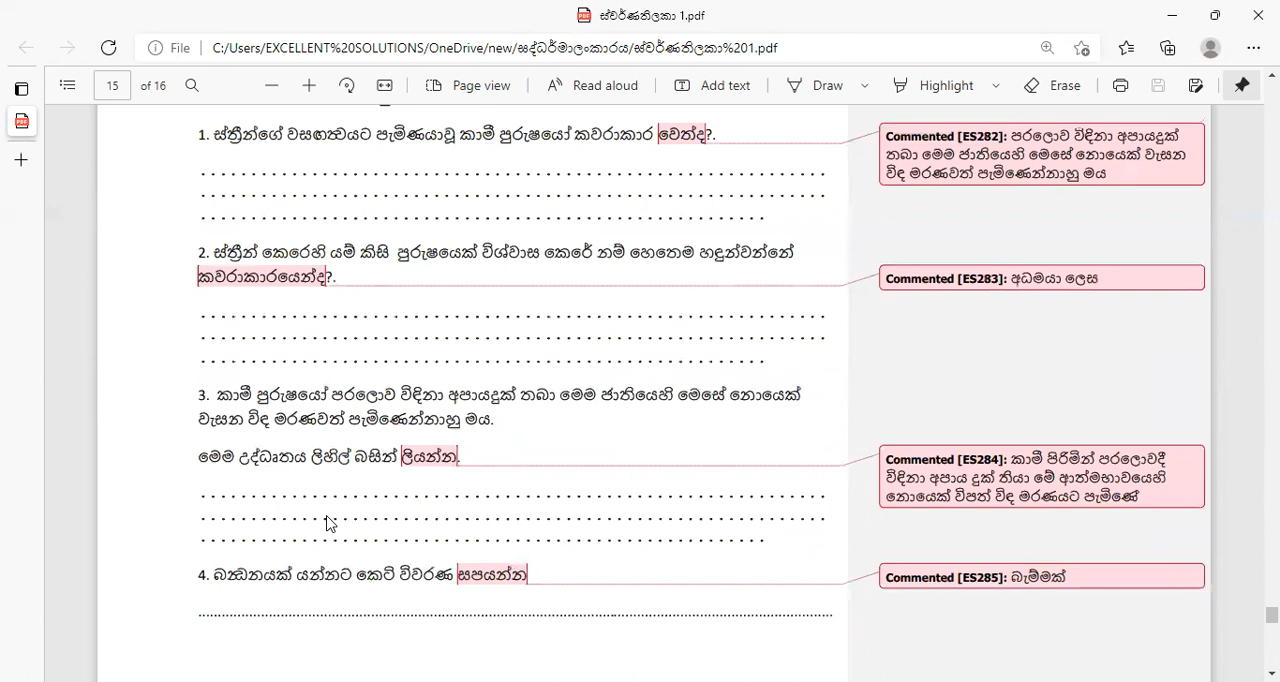 ස්වර්ණතිලකා 1.pdf
File C:/Users/EXCELLENT%20SOLUTIONS/OneDrive/new/සද්ධර්මාලංකාරය/ස්වර්ණතිලකා%201.pdf
15 of 16 Page view Read aloud Add text Draw Highlight Erase
1. ස්ත්‍රීන්ගේ වසඟත්‍වයට පැමිණියාවූ කාමී පුරුෂයෝ කවරාකාර වෙත්ද?.
Commented [ES282]: පරලොව විඳිනා අපායදුක්
තබා මෙම ජාතියෙහි මෙසේ නොයෙක් වැසන
විඳ මරණවත් පැමිණෙන්නාහු මය
2. ස්ත්‍රීන් කෙරෙහි යම් කිසි පුරුෂයෙක් විශ්වාස කෙරේ නම් හෙතෙම හඳුන්වන්නේ
කවරාකාරයෙන්ද?.
Commented [ES283]: අධමයා ලෙස
3. කාමී පුරුෂයෝ පරලොව විඳිනා අපායදුක් තබා මෙම ජාතියෙහි මෙසේ නොයෙක්
වැසන විඳ මරණවත් පැමිණෙන්නාහු මය.
මෙම උද්ධෘතය ලිහිල් බසින් ලියන්න.
Commented [ES284]: කාමී පිරිමින් පරලොවදී
විඳිනා අපාය දුක් තියා මේ ආත්මභාවයෙහි
නොයෙක් විපත් විඳ මරණයට පැමිණේ
4. බන්‍ධනයක් යන්නට කෙටි විවරණ සපයන්න
Commented [ES285]: බැම්මක්